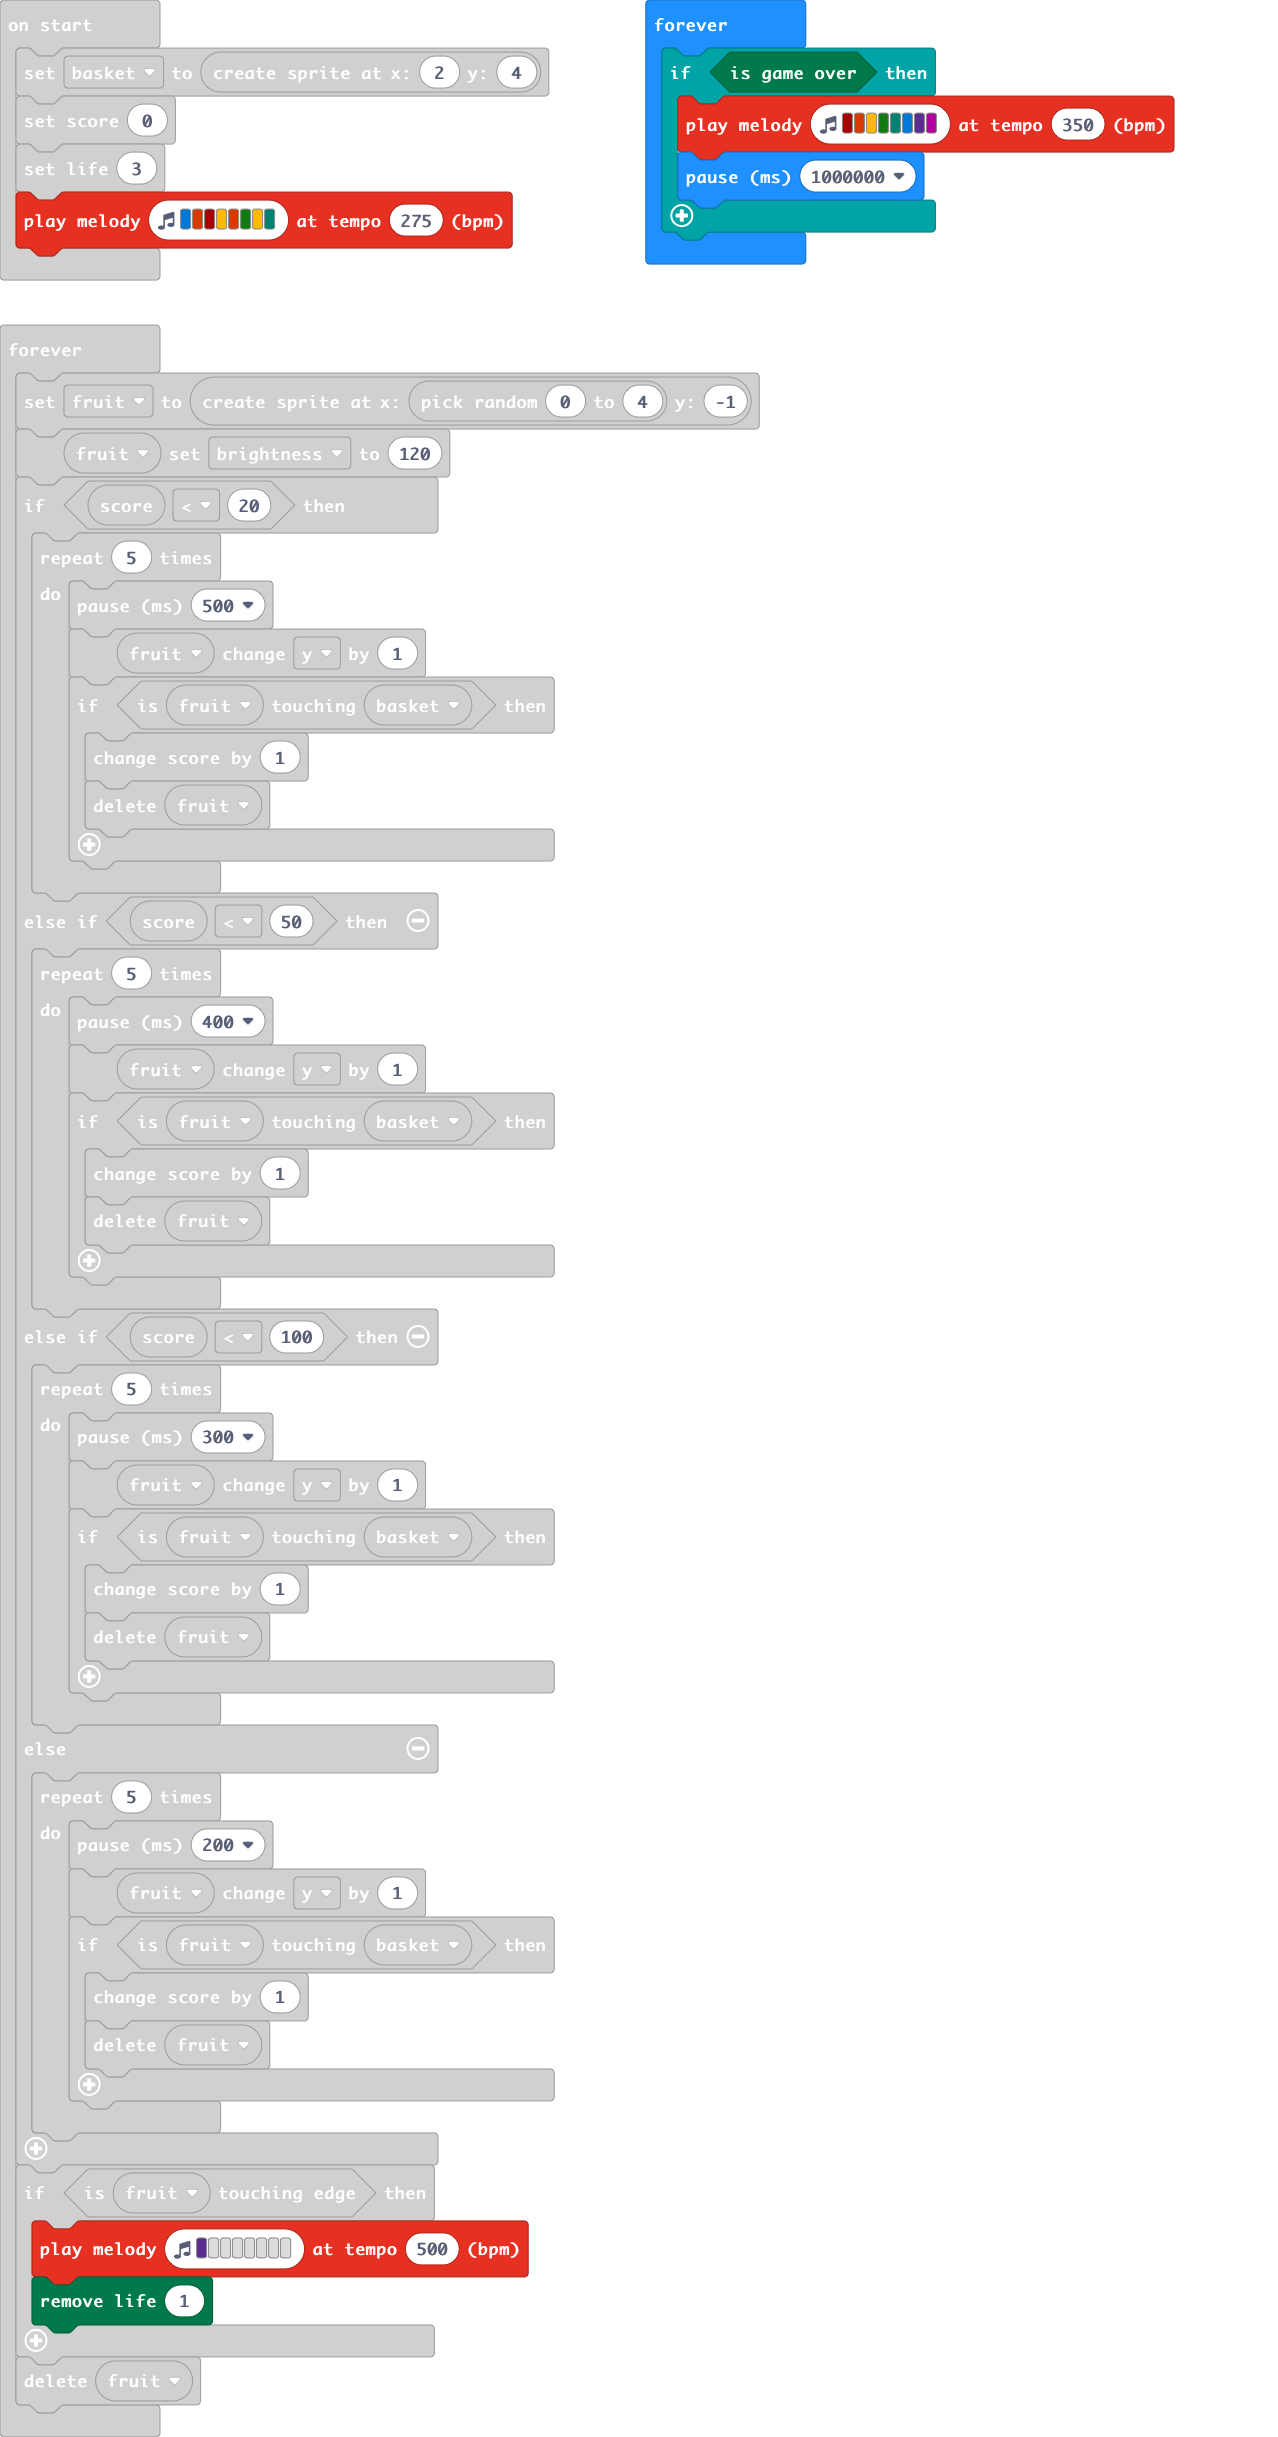 on start
set basket to create sprite at x: 2 y: 4
set score 0
set life 3
play melody at tempo 275 (bpm)
forever
if is game over then
play melody at tempo 350 (bpm)
pause (ms) 1000000
forever
set fruit to create sprite at x: pick random 0 to 4 y: -1
fruit set brightness to 120
if score < 20 then
repeat 5 times
do
pause (ms) 500
fruit change y by 1
if is fruit touching basket then
change score by 1
delete fruit
else if score < 50 then
repeat 5 times
do
pause (ms) 400
fruit change y by 1
if is fruit touching basket then
change score by 1
delete fruit
else if score < 100 then
repeat 5 times
do
pause (ms) 300
fruit change y by 1
if is fruit touching basket then
change score by 1
delete fruit
else
repeat 5 times
do
pause (ms) 200
fruit change y by 1
if is fruit touching basket then
change score by 1
delete fruit
if is fruit touching edge then
play melody at tempo 500 (bpm)
remove life 1
delete fruit